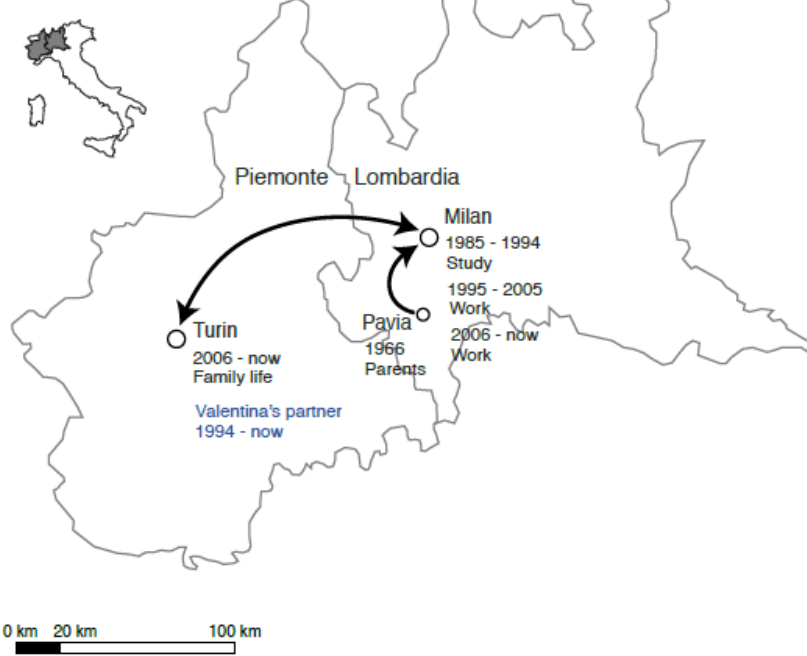 Piemonte
Lombardia
Milan
1985 - 1994
Study
1995 - 2005
Work
2006 - now
Work
Pavia
1966
Parents
Turin
2006 - now
Family life
Valentina's partner
1994 - now
0 km 20 km 100 km